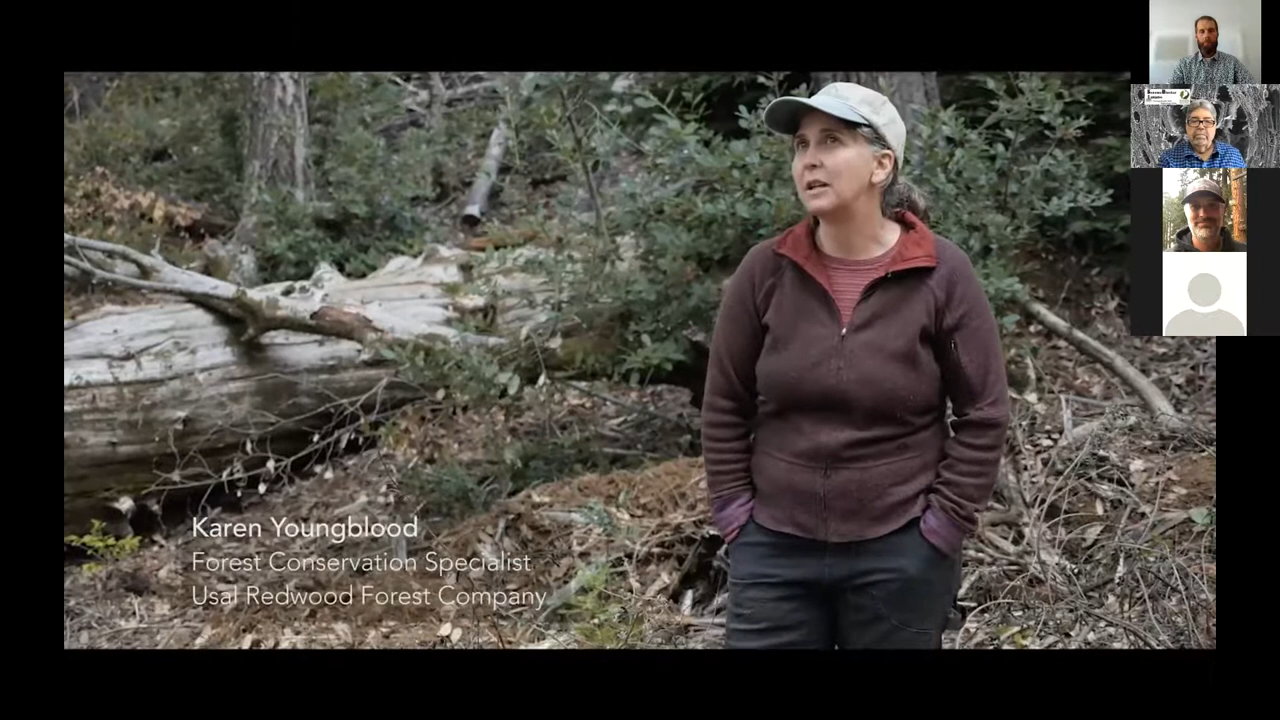 Karen Youngblood
Forest Conservation Specialist
Usal Redwood Forest Company